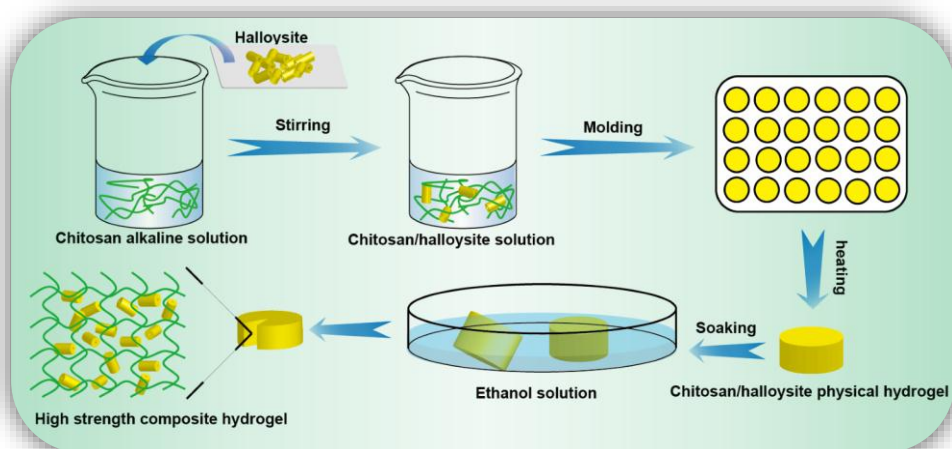 Halloysite
Stirring
Molding
Chitosan alkaline solution
Chitosan/halloysite solution
heating
Soaking
Chitosan/halloysite physical hydrogel
Ethanol solution
High strength composite hydrogel